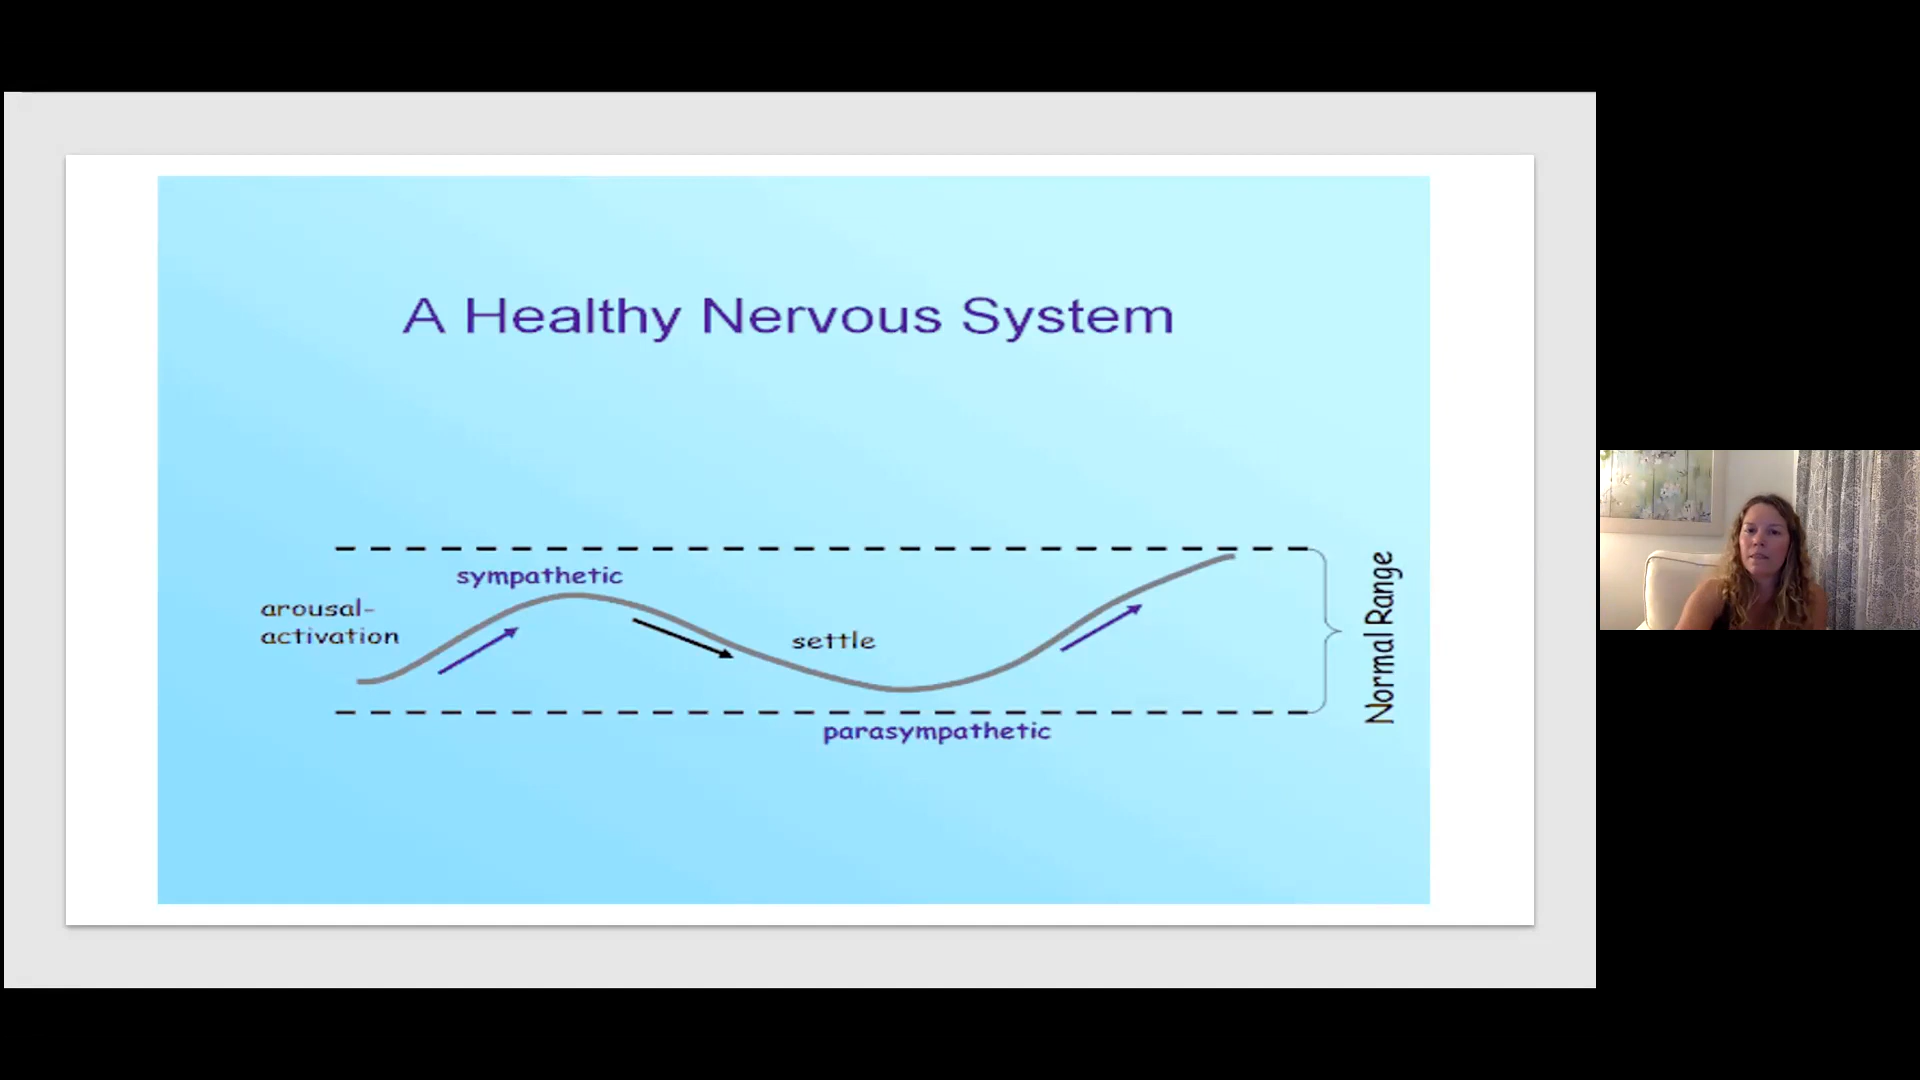 A Healthy Nervous System
sympathetic
arousal-
activation
settle
parasympathetic
Normal Range